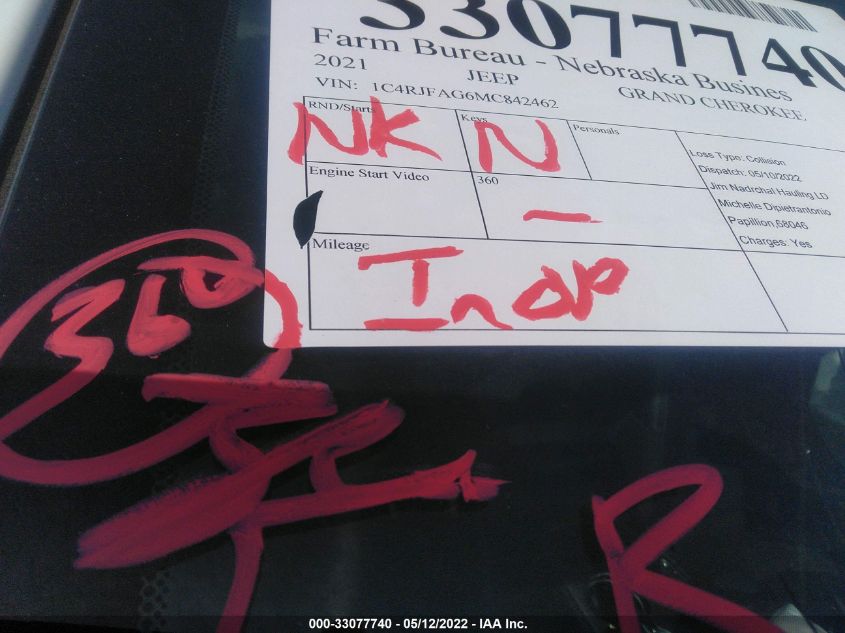 33077740
Farm Bureau - Nebraska Busines
2021 JEEP GRAND CHEROKEE
VIN: 1C4RJFAG6MC842462
RND/Starts Keys Personals
NK N
Loss Type: Collision
Dispatch: 05/10/2022
Jim Nadrchal Hauling LD
Michelle Dipietrantonio
Papillion,68046
Charges: Yes
Engine Start Video 360
-
Mileage
Inop
360
R
000-33077740 - 05/12/2022 - IAA Inc.